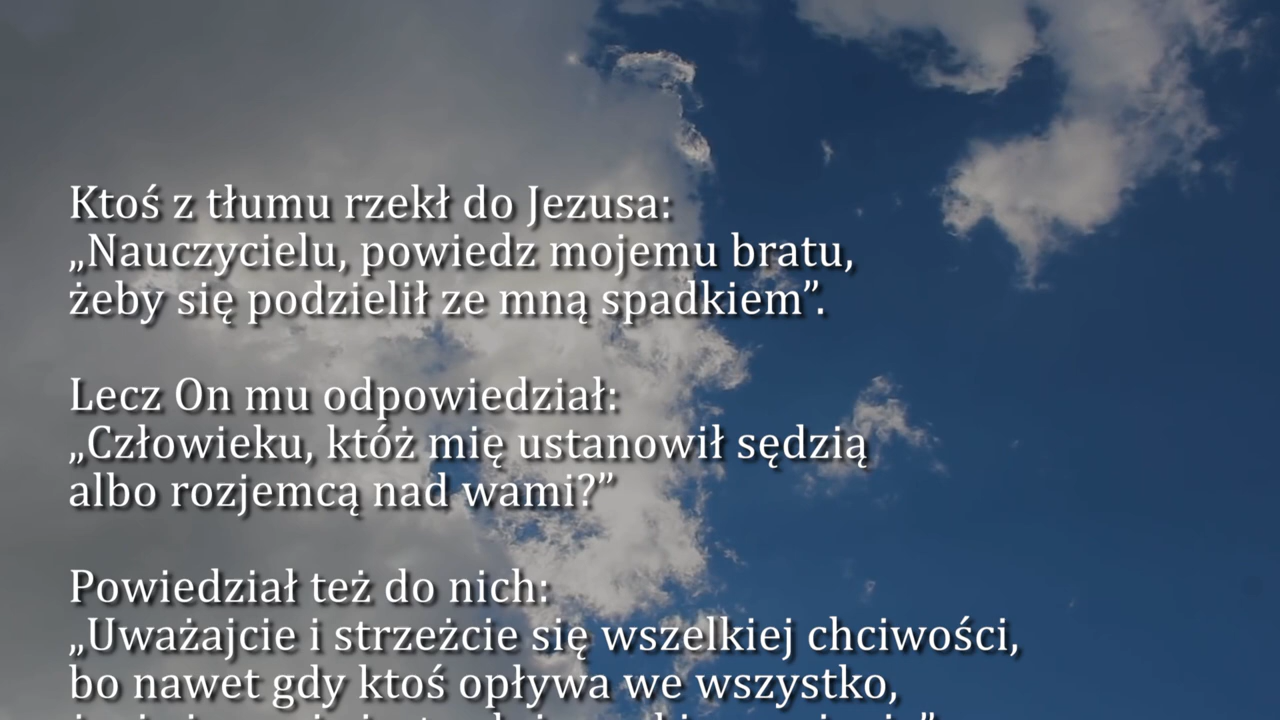 Ktoś z tłumu rzekł do Jezusa:
„Nauczycielu, powiedz mojemu bratu,
żeby się podzielił ze mną spadkiem”.
Lecz On mu odpowiedział:
„Człowieku, któż mię ustanowił sędzią
albo rozjemcą nad wami?”
Powiedział też do nich:
„Uważajcie i strzeżcie się wszelkiej chciwości,
bo nawet gdy ktoś opływa we wszystko,